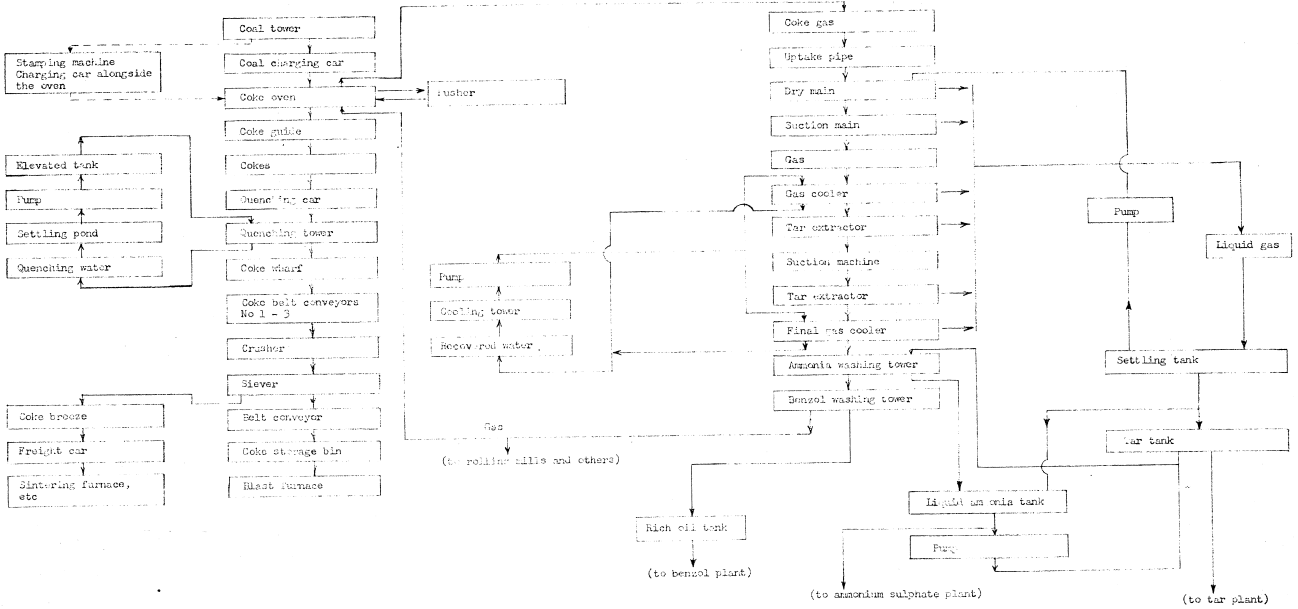 Coal tower
Stamping machine
Charging car alongside
the oven
Coal charging car
Coke oven
Coke guide
Cokes
Quenching car
Quenching tower
Coke wharf
Coke belt conveyors
No 1 - 3
Crusher
Siever
Belt conveyor
Coke storage bin
Blast furnace
Elevated tank
Pump
Settling pond
Quenching water
Coke breeze
Freight car
Sintering furnace,
etc
Pusher
Pump
Cooling tower
Recovered water
Gas
(to rolling mills and others)
Coke gas
Uptake pipe
Dry main
Suction main
Gas
Gas cooler
Tar extractor
Suction machine
Tar extractor
Final gas cooler
Ammonia washing tower
Benzol washing tower
Rich oil tank
(to benzol plant)
Pump
Liquid gas
Settling tank
Tar tank
Liquid ammonia tank
Pump
(to ammonium sulphate plant)
(to tar plant)